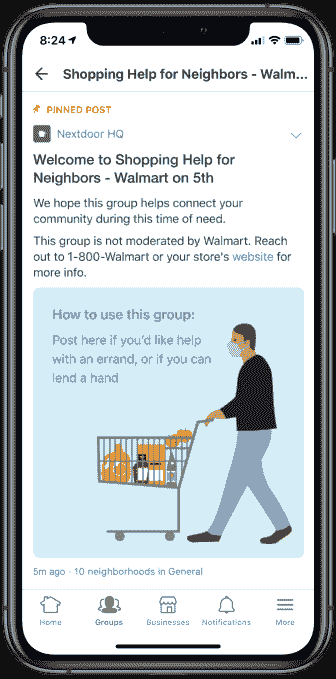 8:24
Shopping Help for Neighbors - Walm...
PINNED POST
Nextdoor HQ
Welcome to Shopping Help for
Neighbors - Walmart on 5th
We hope this group helps connect your
community during this time of need.
This group is not moderated by Walmart. Reach
out to 1-800-Walmart or your store's website for
more info.
How to use this group:
Post here if you'd like help
with an errand, or if you can
lend a hand
5m ago · 10 neighborhoods in General
Home
Groups
Businesses
Notifications
More